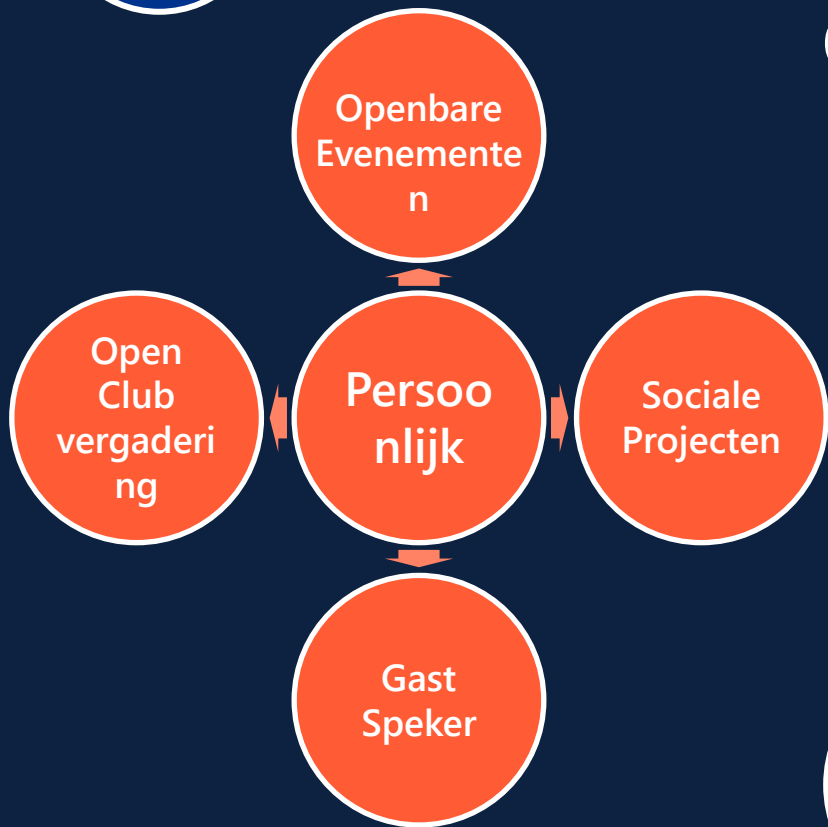 Openbare
Evenemente
n
Open
Club
vergaderi
ng
Persoo
nlijk
Sociale
Projecten
Gast
Speker